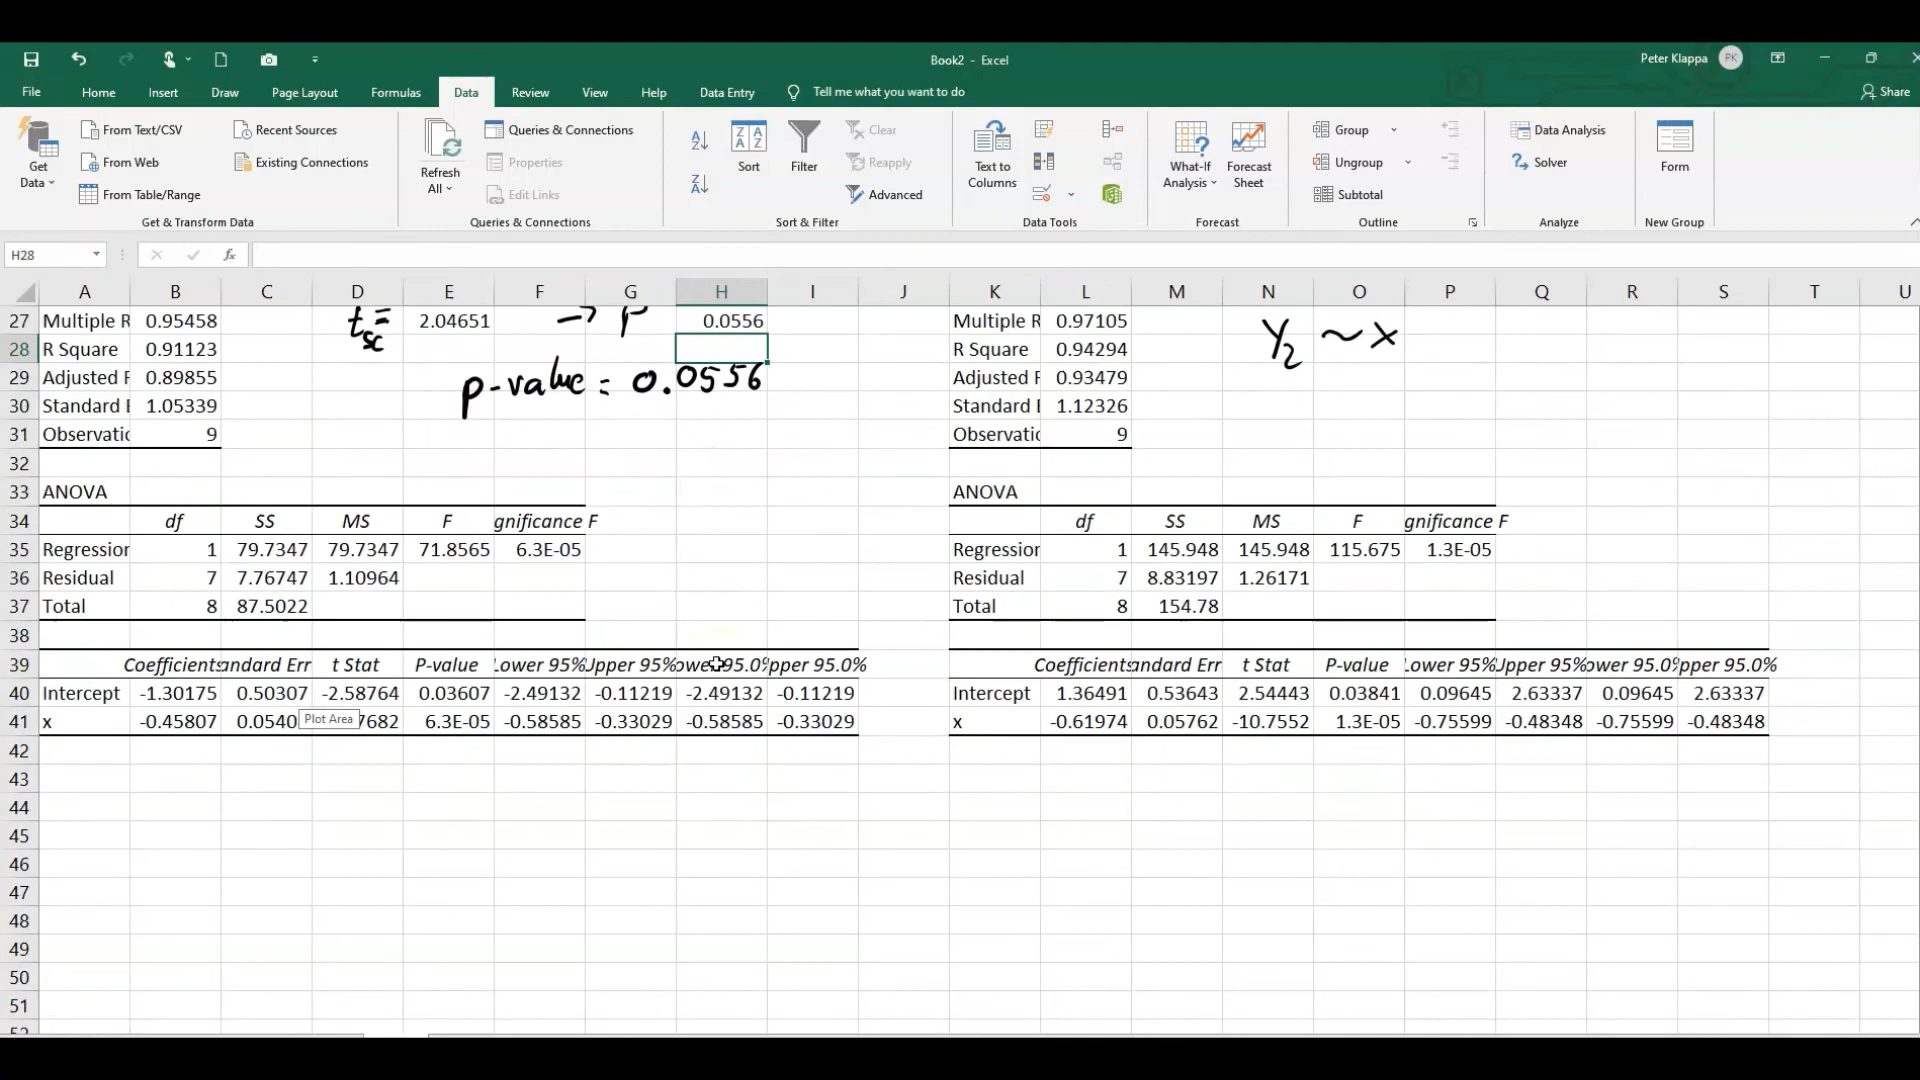 Book2 - Excel
Peter Klappa PK
File Home Insert Draw Page Layout Formulas Data Review View Help Data Entry Tell me what you want to do Share
Get Data
From Text/CSV
From Web
From Table/Range
Recent Sources
Existing Connections
Get & Transform Data
Refresh All
Queries & Connections
Properties
Edit Links
Queries & Connections
Sort
Filter
Clear
Reapply
Advanced
Sort & Filter
Text to Columns
Data Tools
What-If Analysis
Forecast Sheet
Forecast
Group
Ungroup
Subtotal
Outline
Data Analysis
Solver
Analyze
Form
New Group
H28 fx
A B C D E F G H I J K L M N O P Q R S T U
27 Multiple R 0.95458 t = 2.04651 → 0.0556 Multiple R 0.97105 Y2 ~ x
28 R Square 0.91123 sc R Square 0.94294
29 Adjusted F 0.89855 p-value = 0.0556 Adjusted F 0.93479
30 Standard E 1.05339 Standard E 1.12326
31 Observatio 9 Observatio 9
32
33 ANOVA ANOVA
34 df SS MS F gnificance F df SS MS F gnificance F
35 Regression 1 79.7347 79.7347 71.8565 6.3E-05 Regression 1 145.948 145.948 115.675 1.3E-05
36 Residual 7 7.76747 1.10964 Residual 7 8.83197 1.26171
37 Total 8 87.5022 Total 8 154.78
38
39 Coefficients andard Err t Stat P-value Lower 95% Upper 95% ower 95.0% pper 95.0% Coefficients andard Err t Stat P-value Lower 95% Upper 95% ower 95.0% pper 95.0%
40 Intercept -1.30175 0.50307 -2.58764 0.03607 -2.49132 -0.11219 -2.49132 -0.11219 Intercept 1.36491 0.53643 2.54443 0.03841 0.09645 2.63337 0.09645 2.63337
41 x -0.45807 0.0540 Plot Area 7682 6.3E-05 -0.58585 -0.33029 -0.58585 -0.33029 x -0.61974 0.05762 -10.7552 1.3E-05 -0.75599 -0.48348 -0.75599 -0.48348
42
43
44
45
46
47
48
49
50
51